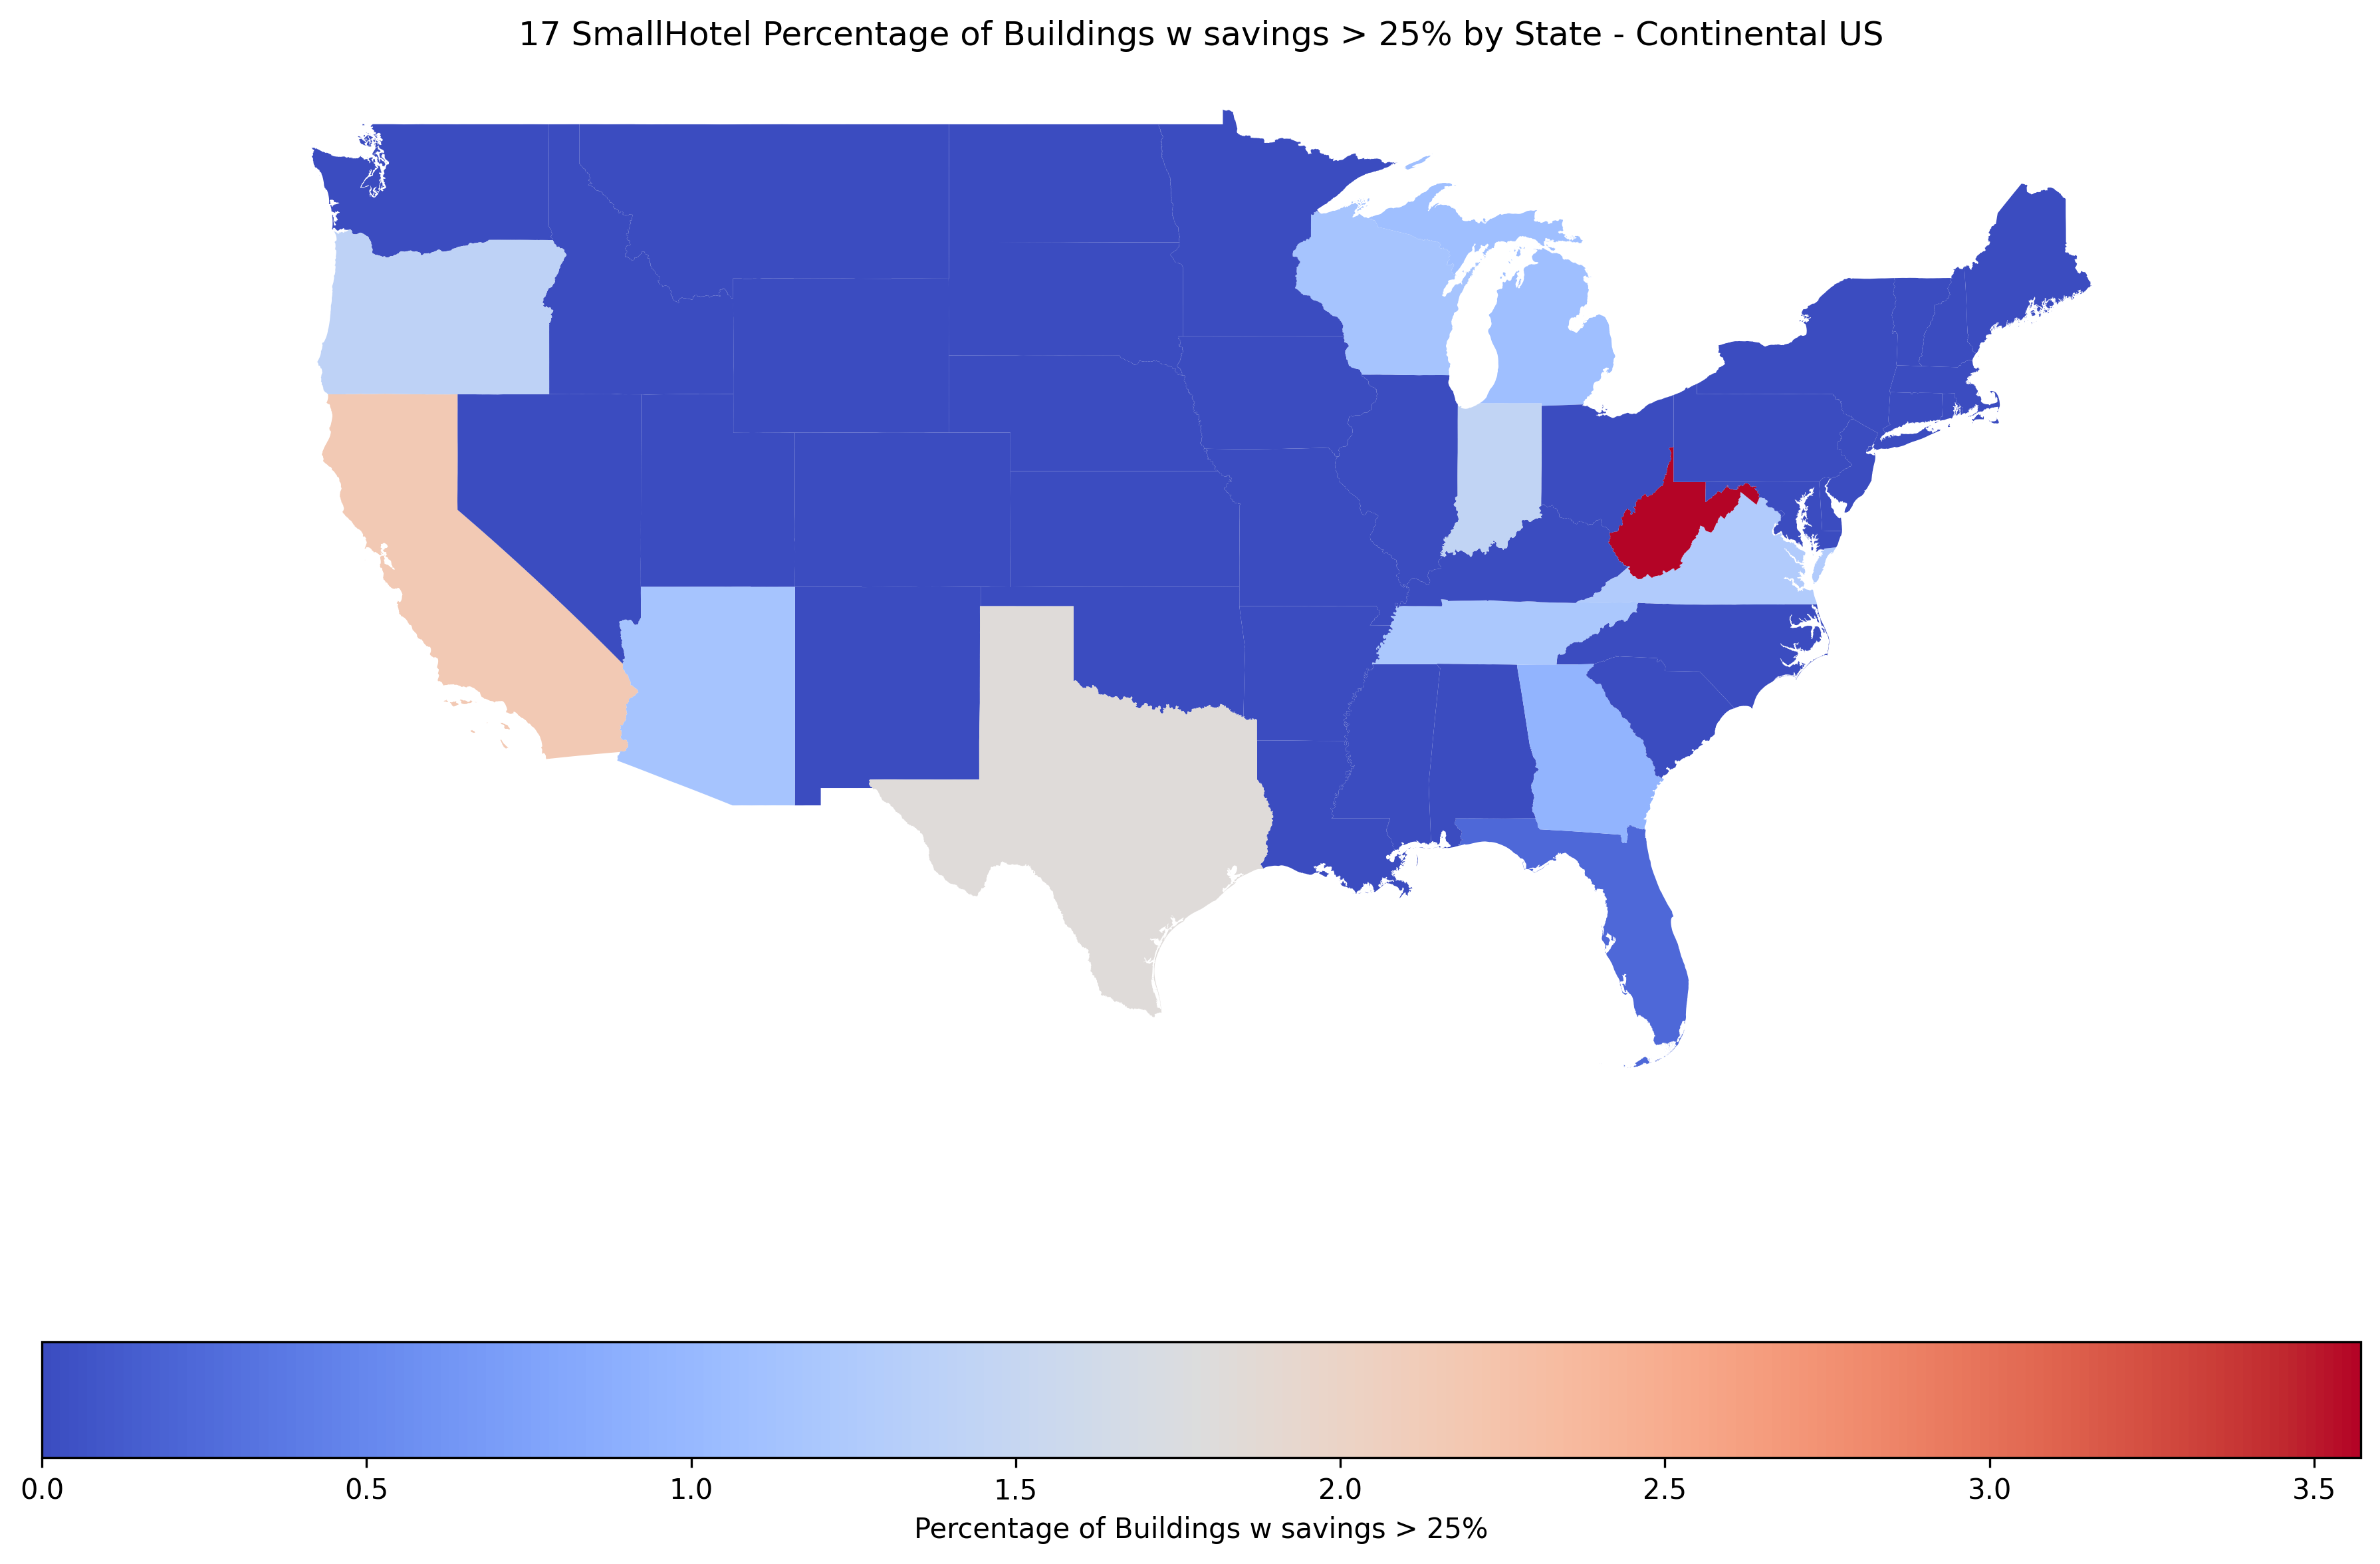 17 SmallHotel Percentage of Buildings w savings > 25% by State - Continental US
0.0 0.5 1.0 1.5 2.0 2.5 3.0 3.5
Percentage of Buildings w savings > 25%